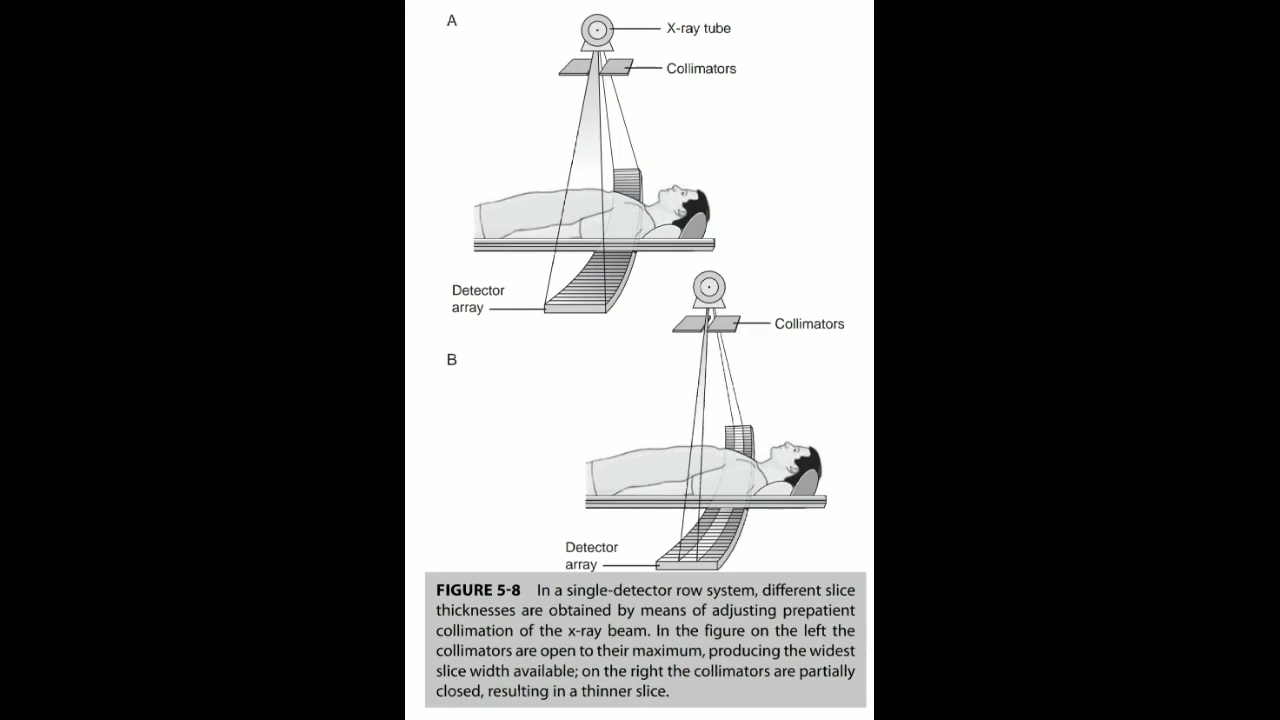 A
X-ray tube
Collimators
Detector
array
Collimators
B
Detector
array
FIGURE 5-8 In a single-detector row system, different slice
thicknesses are obtained by means of adjusting prepatient
collimation of the x-ray beam. In the figure on the left the
collimators are open to their maximum, producing the widest
slice width available; on the right the collimators are partially
closed, resulting in a thinner slice.